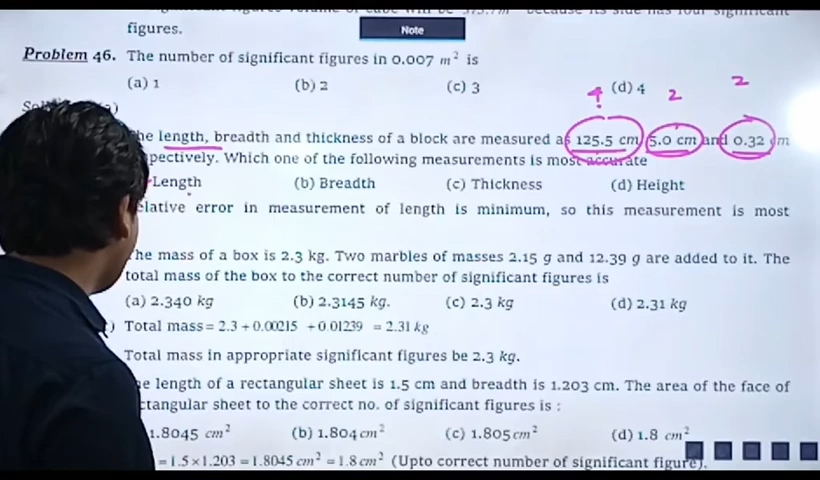 Note
figures.
Problem 46. The number of significant figures in 0.007 m² is
(a) 1 (b) 2 (c) 3 (d) 4
4 2 2
length, breadth and thickness of a block are measured as 125.5 cm, 5.0 cm and 0.32 cm
Which one of the following measurements is most accurate
Length (b) Breadth (c) Thickness (d) Height
error in measurement of length is minimum, so this measurement is most
mass of a box is 2.3 kg. Two marbles of masses 2.15 g and 12.39 g are added to it. The
total mass of the box to the correct number of significant figures is
(a) 2.340 kg (b) 2.3145 kg. (c) 2.3 kg (d) 2.31 kg
) Total mass = 2.3 + 0.00215 + 0.01239 = 2.31 kg
Total mass in appropriate significant figures be 2.3 kg.
length of a rectangular sheet is 1.5 cm and breadth is 1.203 cm. The area of the face of
sheet to the correct no. of significant figures is :
1.8045 cm² (b) 1.804 cm² (c) 1.805 cm² (d) 1.8 cm²
= 1.5 × 1.203 = 1.8045 cm² = 1.8 cm² (Upto correct number of significant figure).